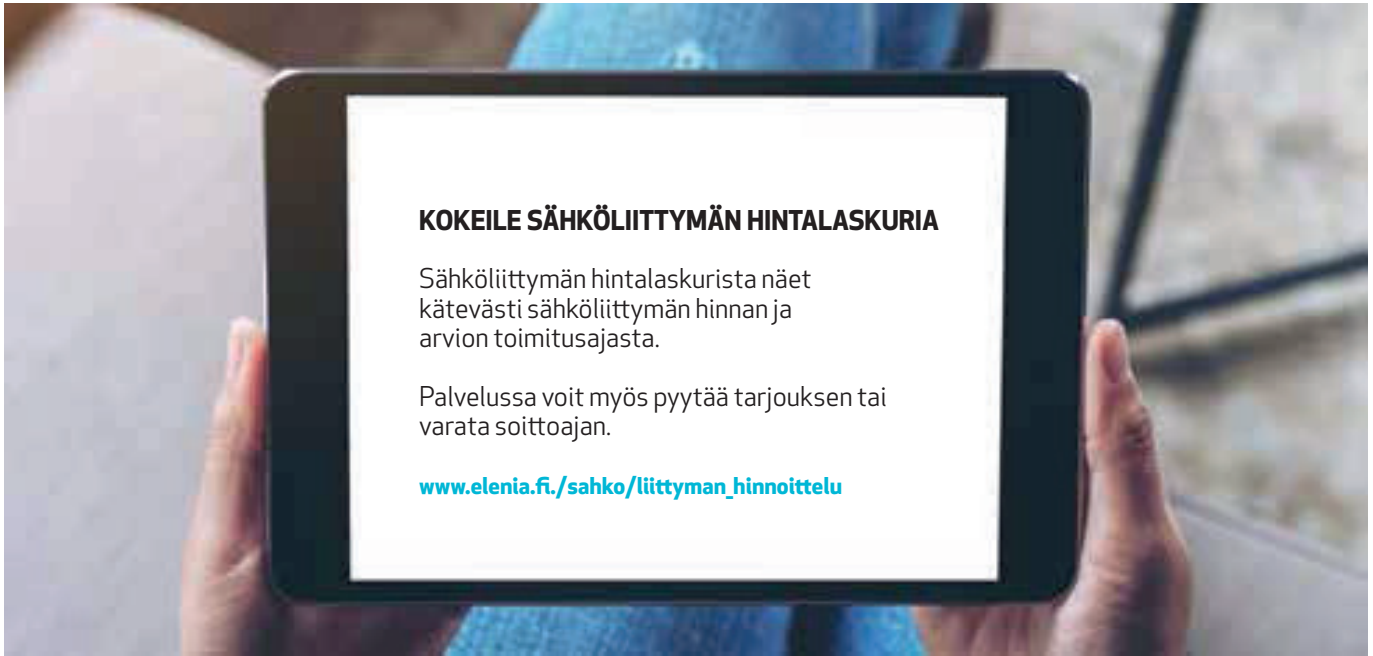 KOKEILE SÄHKÖLIITTYMÄN HINTALASKURIA
Sähköliittymän hintalaskurista näet
kätevästi sähköliittymän hinnan ja
arvion toimitusajasta.
Palvelussa voit myös pyytää tarjouksen tai
varata soittoajan.
www.elenia.fi./sahko/liittyman_hinnoittelu